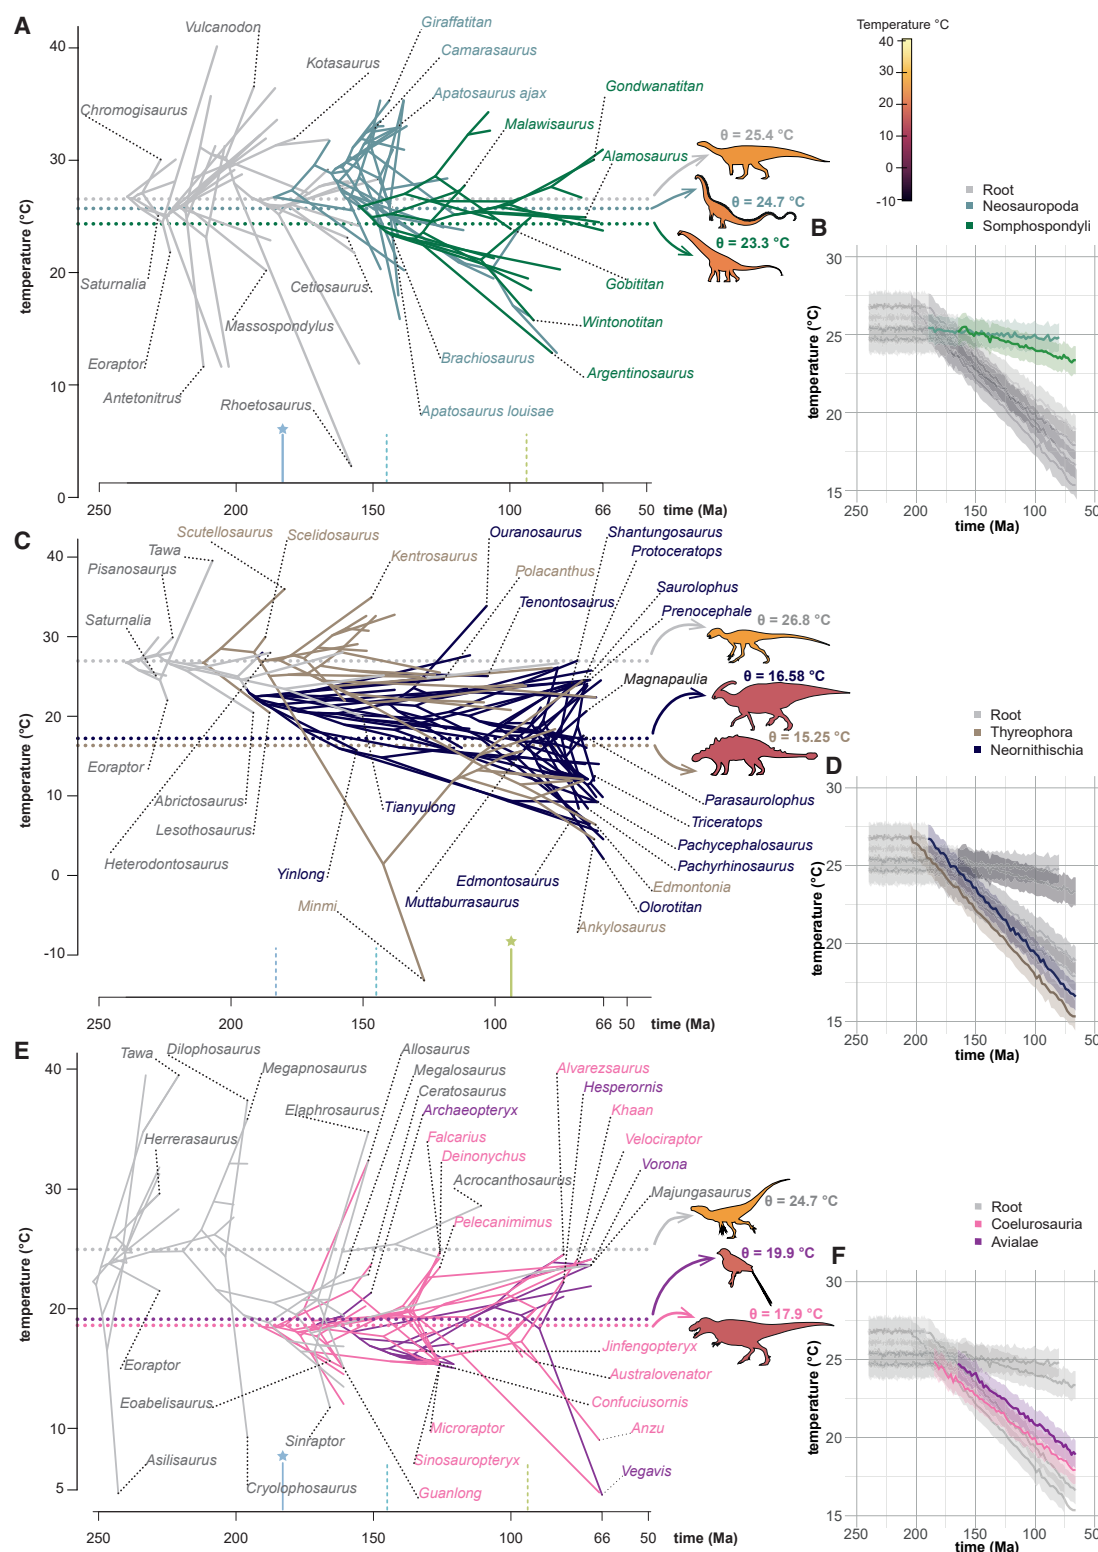 A
temperature (°C)
40
30
20
10
0
Vulcanodon
Giraffatitan
Camarasaurus
Kotasaurus
Chromogisaurus
Apatosaurus ajax
Gondwanatitan
Malawisaurus
Alamosaurus
Saturnalia
Cetiosaurus
Gobititan
Massospondylus
Wintonotitan
Eoraptor
Brachiosaurus
Argentinosaurus
Antetonitrus
Rhoetosaurus
Apatosaurus louisae
θ = 25.4 °C
θ = 24.7 °C
θ = 23.3 °C
250 200 150 100 66 50 time (Ma)
Temperature °C
40
30
20
10
0
-10
Root
Neosauropoda
Somphospondyli
B
temperature (°C)
30
25
20
15
250 200 150 100 50
time (Ma)
C
temperature (°C)
40
30
20
10
0
-10
Scutellosaurus
Scelidosaurus
Ouranosaurus
Shantungosaurus
Tawa
Protoceratops
Pisanosaurus
Kentrosaurus
Polacanthus
Saurolophus
Tenontosaurus
Prenocephale
Saturnalia
Magnapaulia
Eoraptor
Abrictosaurus
Tianyulong
Parasaurolophus
Lesothosaurus
Triceratops
Heterodontosaurus
Pachycephalosaurus
Pachyrhinosaurus
Yinlong
Edmontosaurus
Edmontonia
Minmi
Muttaburrasaurus
Olorotitan
Ankylosaurus
θ = 26.8 °C
θ = 16.58 °C
θ = 15.25 °C
250 200 150 100 66 50 time (Ma)
Root
Thyreophora
Neornithischia
D
temperature (°C)
30
25
20
15
250 200 150 100 50
time (Ma)
E
temperature (°C)
40
30
20
10
5
Tawa
Dilophosaurus
Allosaurus
Megapnosaurus
Megalosaurus
Alvarezsaurus
Ceratosaurus
Hesperornis
Elaphrosaurus
Archaeopteryx
Khaan
Herrerasaurus
Falcarius
Velociraptor
Deinonychus
Vorona
Acrocanthosaurus
Majungasaurus
Pelecanimimus
Eoraptor
Jinfengopteryx
Australovenator
Eoabelisaurus
Confuciusornis
Microraptor
Anzu
Sinraptor
Asilisaurus
Sinosauropteryx
Vegavis
Cryolophosaurus
Guanlong
θ = 24.7 °C
θ = 19.9 °C
θ = 17.9 °C
250 200 150 100 66 50 time (Ma)
Root
Coelurosauria
Avialae
F
temperature (°C)
30
25
20
15
250 200 150 100 50
time (Ma)